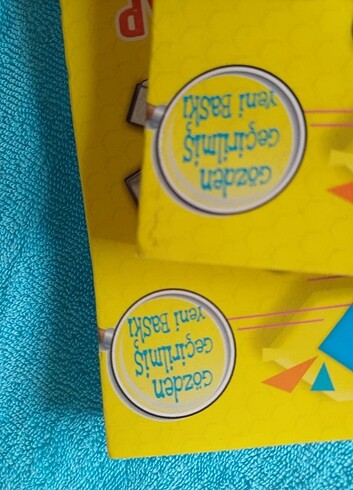 Gözden
Geçirilmiş
Yeni Baskı
Gözden
Geçirilmiş
Yeni Baskı